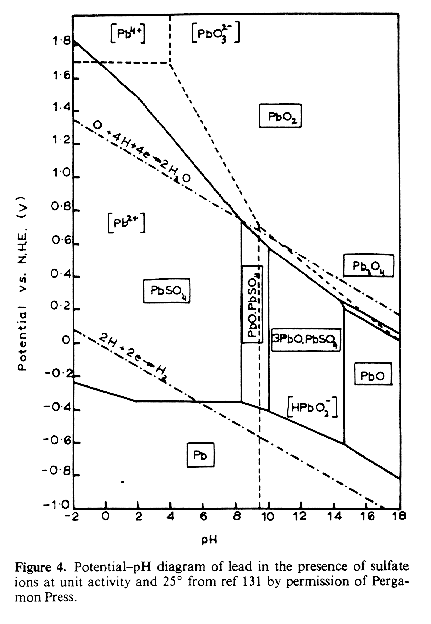 [Pb4+]
[PbO3 2-]
1·8
1·6
1·4
PbO2
O2+4H+4e→2H2O
1·2
1·0
[Pb2+]
0·8
0·6
Pb3O4
0·4
PbSO4
PbO.PbSO4
0·2
3PbO.PbSO4
2H+2e→H2
0
PbO
-0·2
[HPbO2-]
-0·4
Pb
-0·6
-0·8
-1·0
Potential vs. N.H.E. (v)
-2 0 2 4 6 8 10 12 14 16 18
pH
Figure 4. Potential–pH diagram of lead in the presence of sulfate
ions at unit activity and 25° from ref 131 by permission of Perga-
mon Press.